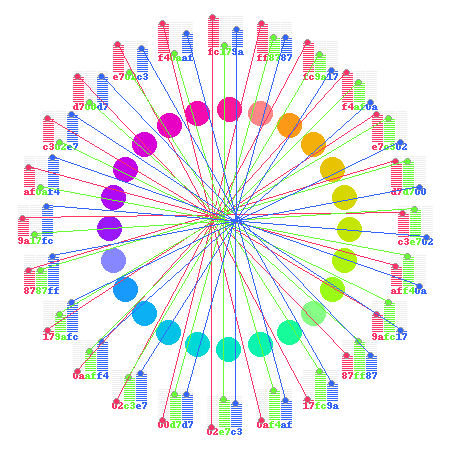 fc179a
f40aaf
ff8787
e702c3
fc9a17
d700d7
f4af0a
c302e7
e7c302
af0af4
d7d700
9a17fc
c3e702
8787ff
aff40a
179afc
9afc17
0aaff4
87ff87
02c3e7
17fc9a
00d7d7
0af4af
02e7c3